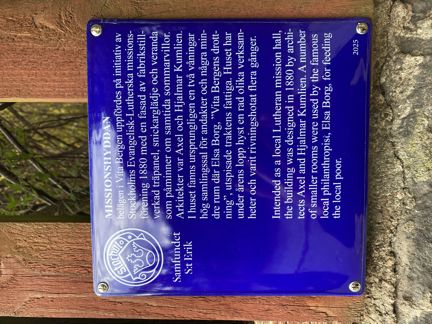 MISSIONSHYDDAN
beligen i Vita Bergen uppfördes på initiativ av
Stockholms Evangelisk-Lutherska missions-
förening 1880 med en fasad av fabrikstill-
verkad träpanel, snickarglädje och veranda
som påminner om samtida sommarvillor.
Arkitekter var Axel och Hjalmar Kumlien.
I huset fanns ursprungligen en två våningar
hög samlingssal för andakter och några min-
dre rum där Elsa Borg, "Vita Bergens drott-
ning", utspisade traktens fattiga. Huset har
under årens lopp hyst en rad olika verksam-
heter och varit rivningshotat flera gånger.
Intended as a local Lutheran mission hall,
the building was designed in 1880 by archi-
tects Axel and Hjalmar Kumlien. A number
of smaller rooms were used by the famous
local philanthropist, Elsa Borg, for feeding
the local poor.
Samfundet
S:t Erik
2025